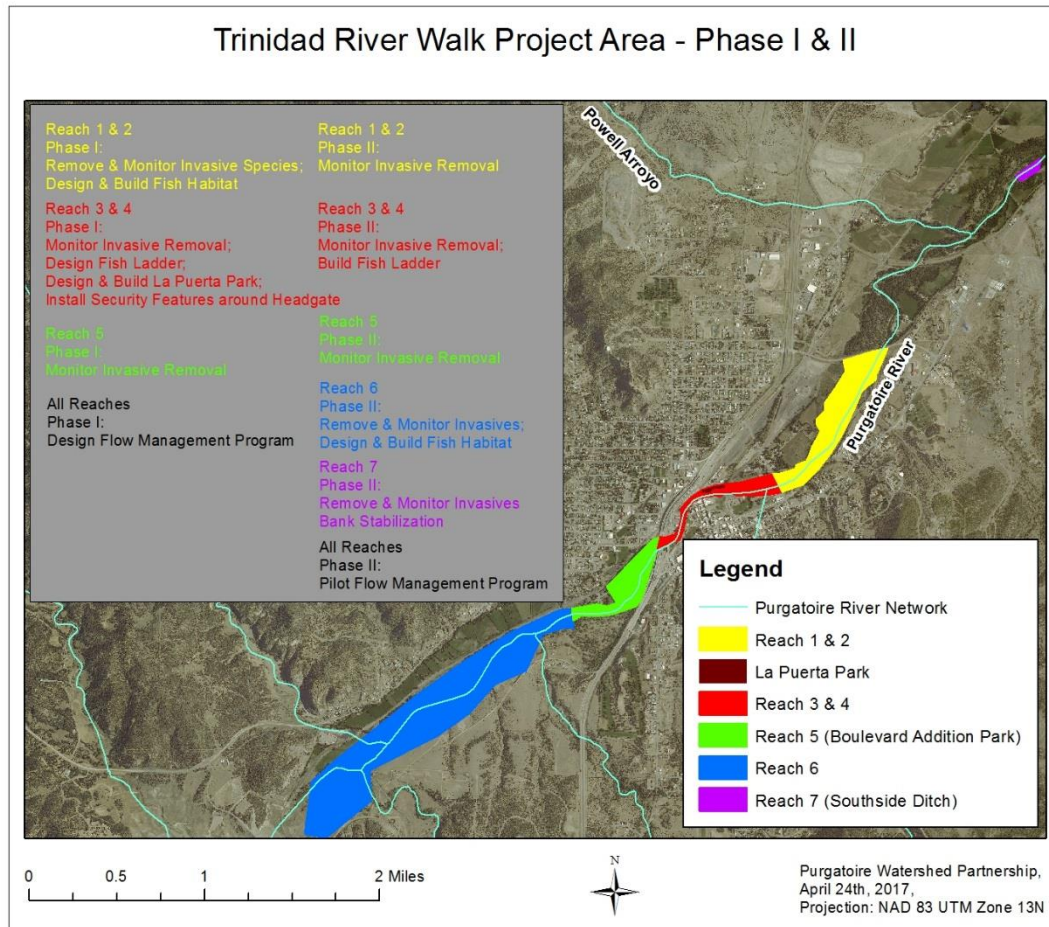 Trinidad River Walk Project Area - Phase I & II
Reach 1 & 2
Phase I:
Remove & Monitor Invasive Species;
Design & Build Fish Habitat
Reach 1 & 2
Phase II:
Monitor Invasive Removal
Reach 3 & 4
Phase I:
Monitor Invasive Removal;
Design Fish Ladder;
Design & Build La Puerta Park;
Install Security Features around Headgate
Reach 3 & 4
Phase II:
Monitor Invasive Removal;
Build Fish Ladder
Reach 5
Phase I:
Monitor Invasive Removal
Reach 5
Phase II:
Monitor Invasive Removal
All Reaches
Phase I:
Design Flow Management Program
Reach 6
Phase II:
Remove & Monitor Invasives;
Design & Build Fish Habitat
Reach 7
Phase II:
Remove & Monitor Invasives
Bank Stabilization
All Reaches
Phase II:
Pilot Flow Management Program
Powell Arroyo
Purgatoire River
Legend
Purgatoire River Network
Reach 1 & 2
La Puerta Park
Reach 3 & 4
Reach 5 (Boulevard Addition Park)
Reach 6
Reach 7 (Southside Ditch)
0 0.5 1 2 Miles
N
Purgatoire Watershed Partnership,
April 24th, 2017,
Projection: NAD 83 UTM Zone 13N